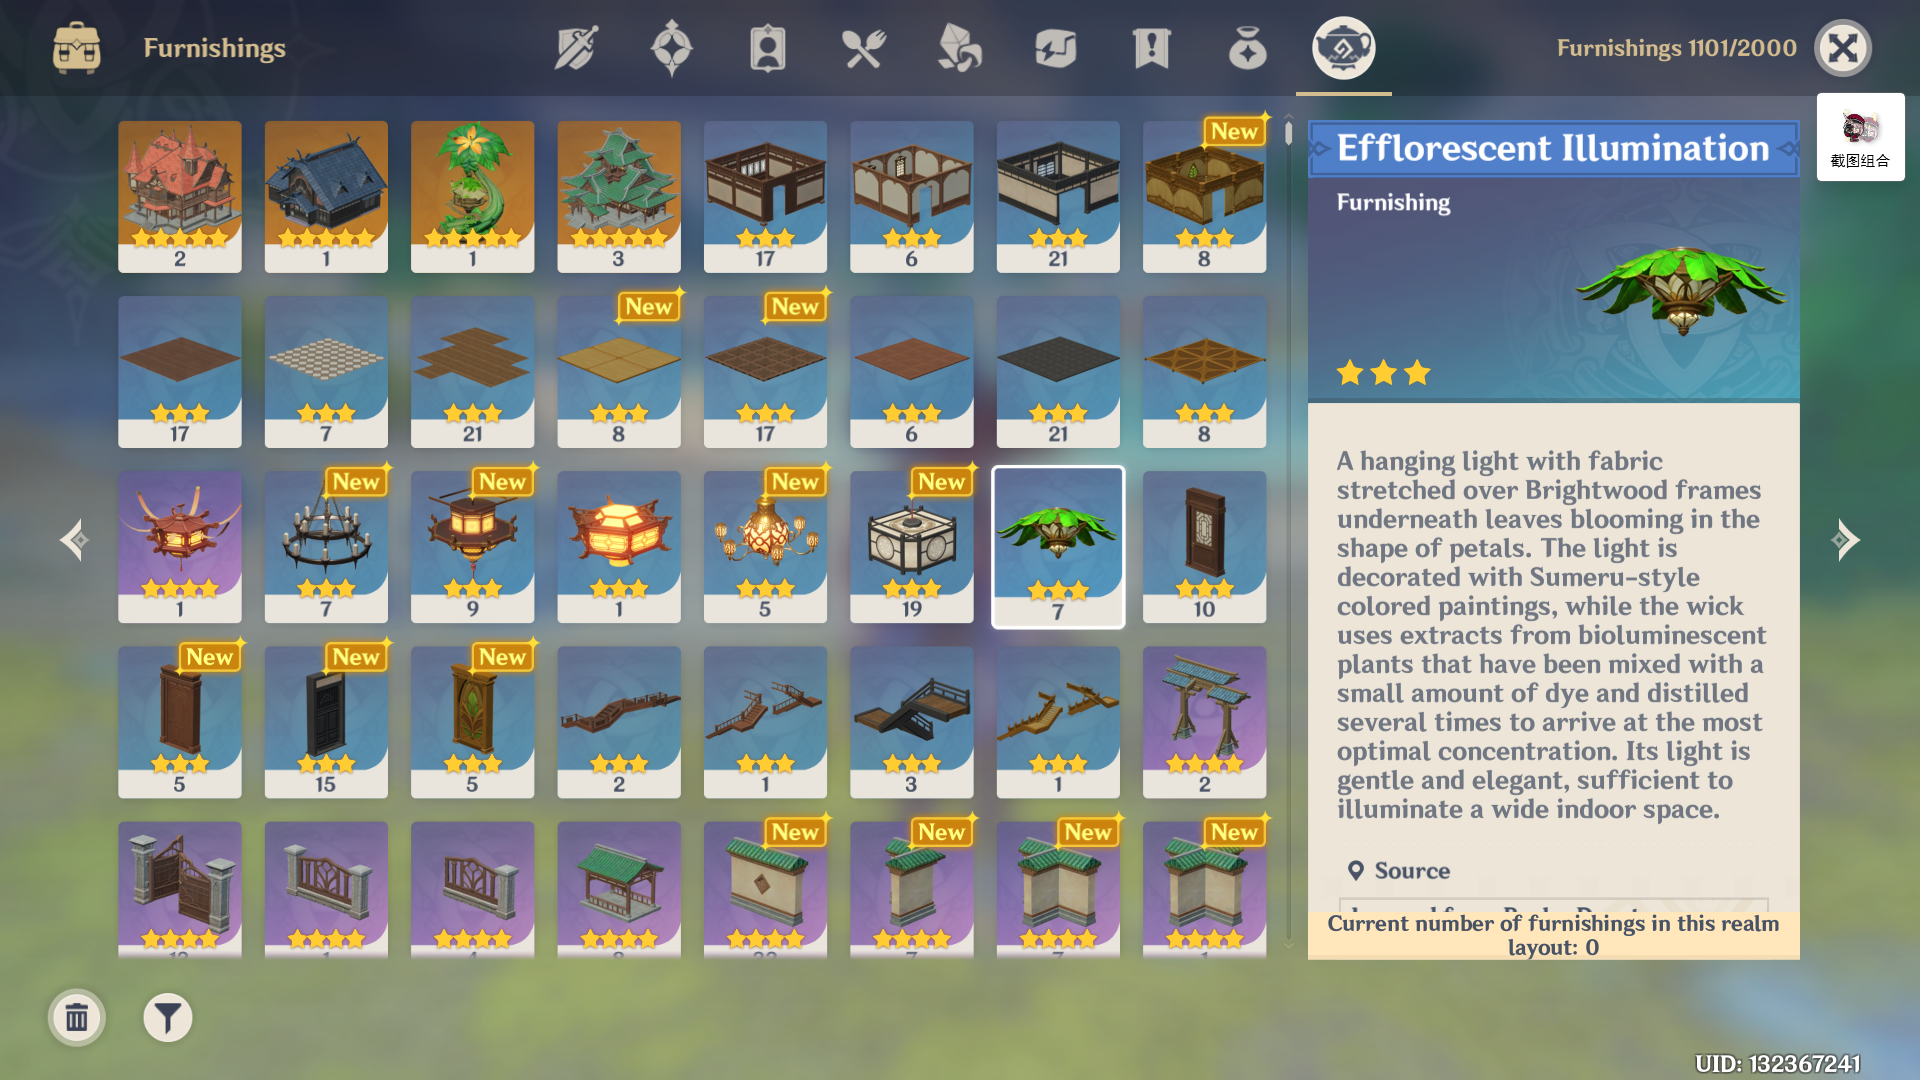 Furnishings
Furnishings 1101/2000
截图组合
Efflorescent Illumination
Furnishing
A hanging light with fabric
stretched over Brightwood frames
underneath leaves blooming in the
shape of petals. The light is
decorated with Sumeru-style
colored paintings, while the wick
uses extracts from bioluminescent
plants that have been mixed with a
small amount of dye and distilled
several times to arrive at the most
optimal concentration. Its light is
gentle and elegant, sufficient to
illuminate a wide indoor space.
Source
Current number of furnishings in this realm
layout: 0
New
2 1 1 3 17 6 21 8
New New
17 7 21 8 17 6 21 8
New New New New
1 7 9 1 5 19 7 10
New New New
5 15 5 2 1 3 1 2
New New New New
UID: 132367241